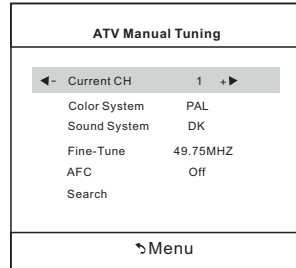 ATV Manual Tuning
◀- Current CH 1 +▶
Color System PAL
Sound System DK
Fine-Tune 49.75MHZ
AFC Off
Search
Menu